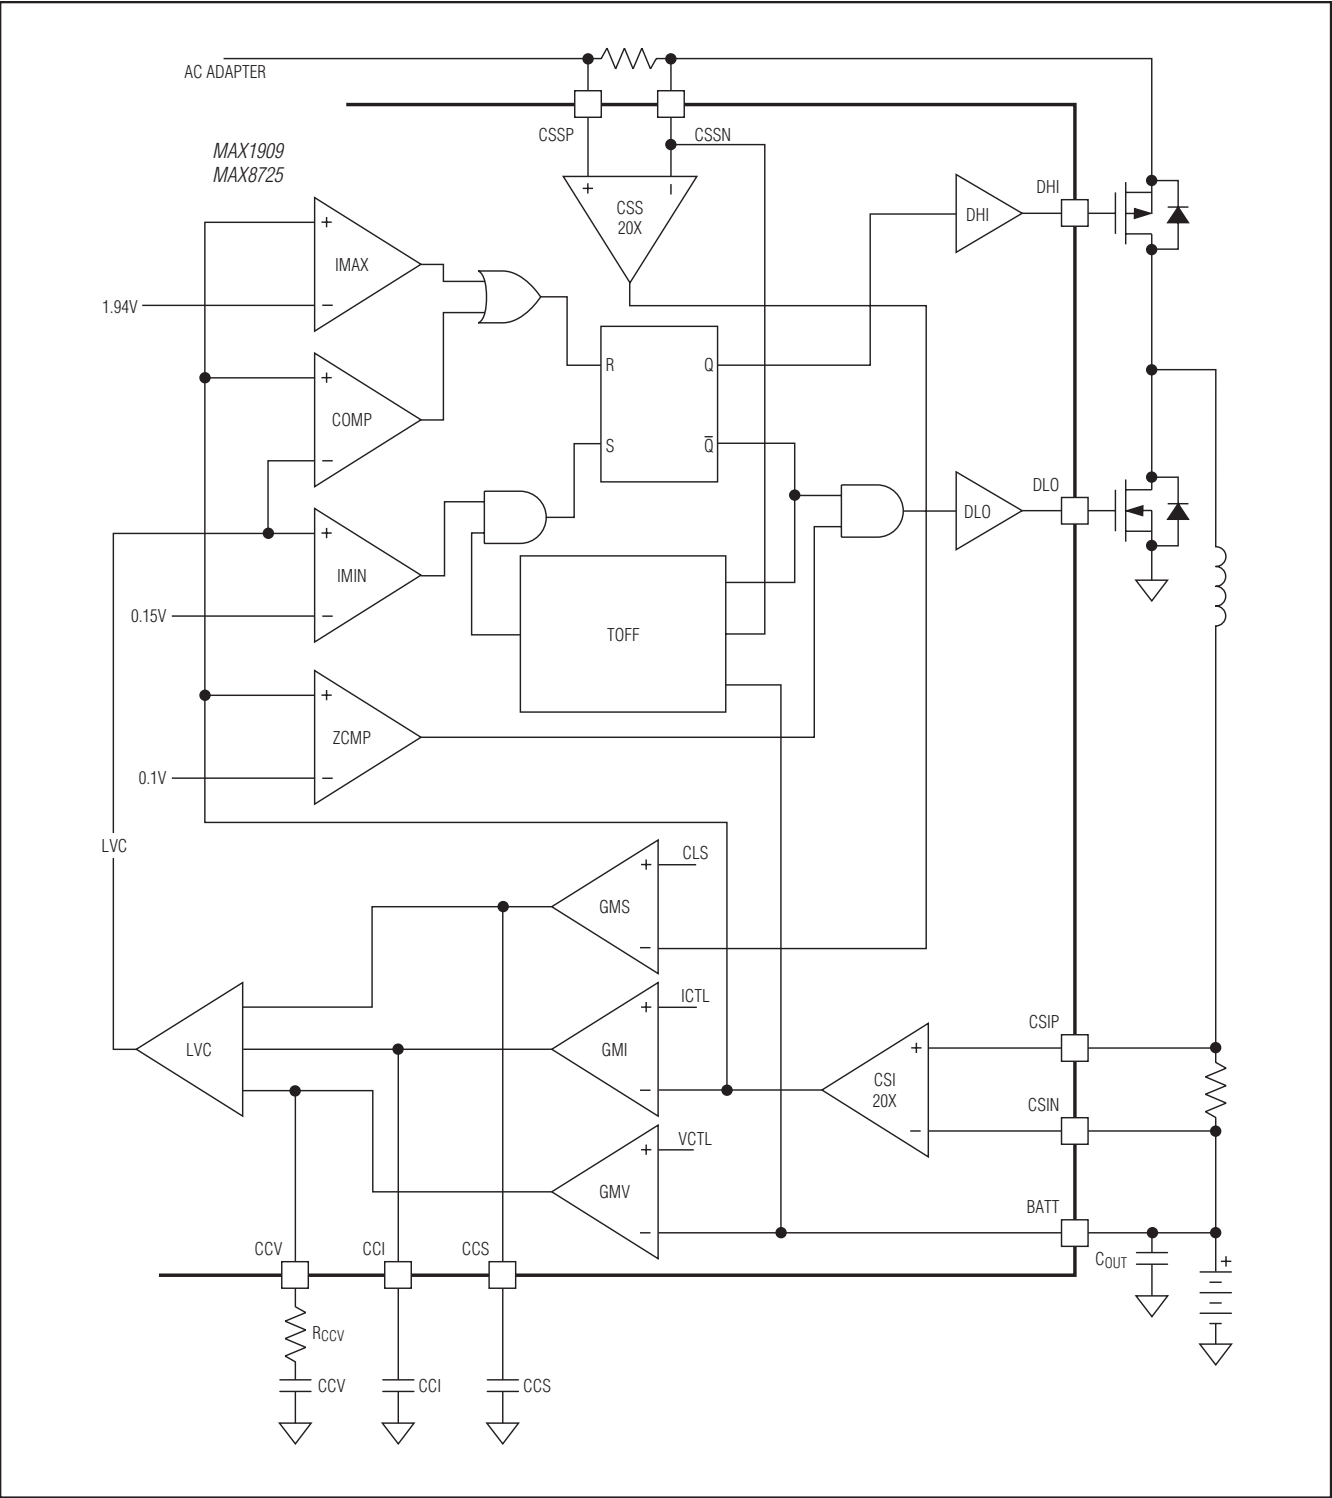 AC ADAPTER
CSSP
CSSN
MAX1909
MAX8725
+
−
CSS
20X
DHI
DHI
+
IMAX
−
1.94V
R
Q
+
COMP
−
S
Q̅
DLO
DLO
+
IMIN
−
0.15V
TOFF
+
ZCMP
−
0.1V
LVC
CLS
+
GMS
−
ICTL
+
GMI
−
LVC
CSIP
+
CSI
20X
−
CSIN
VCTL
+
GMV
−
BATT
CCV
CCI
CCS
COUT
+
RCCV
CCV
CCI
CCS